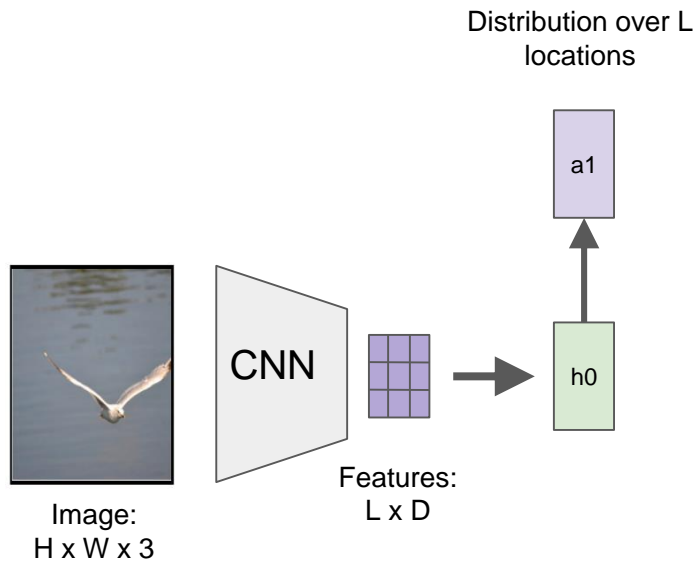 Distribution over L
locations
a1
CNN
h0
Features:
L x D
Image:
H x W x 3